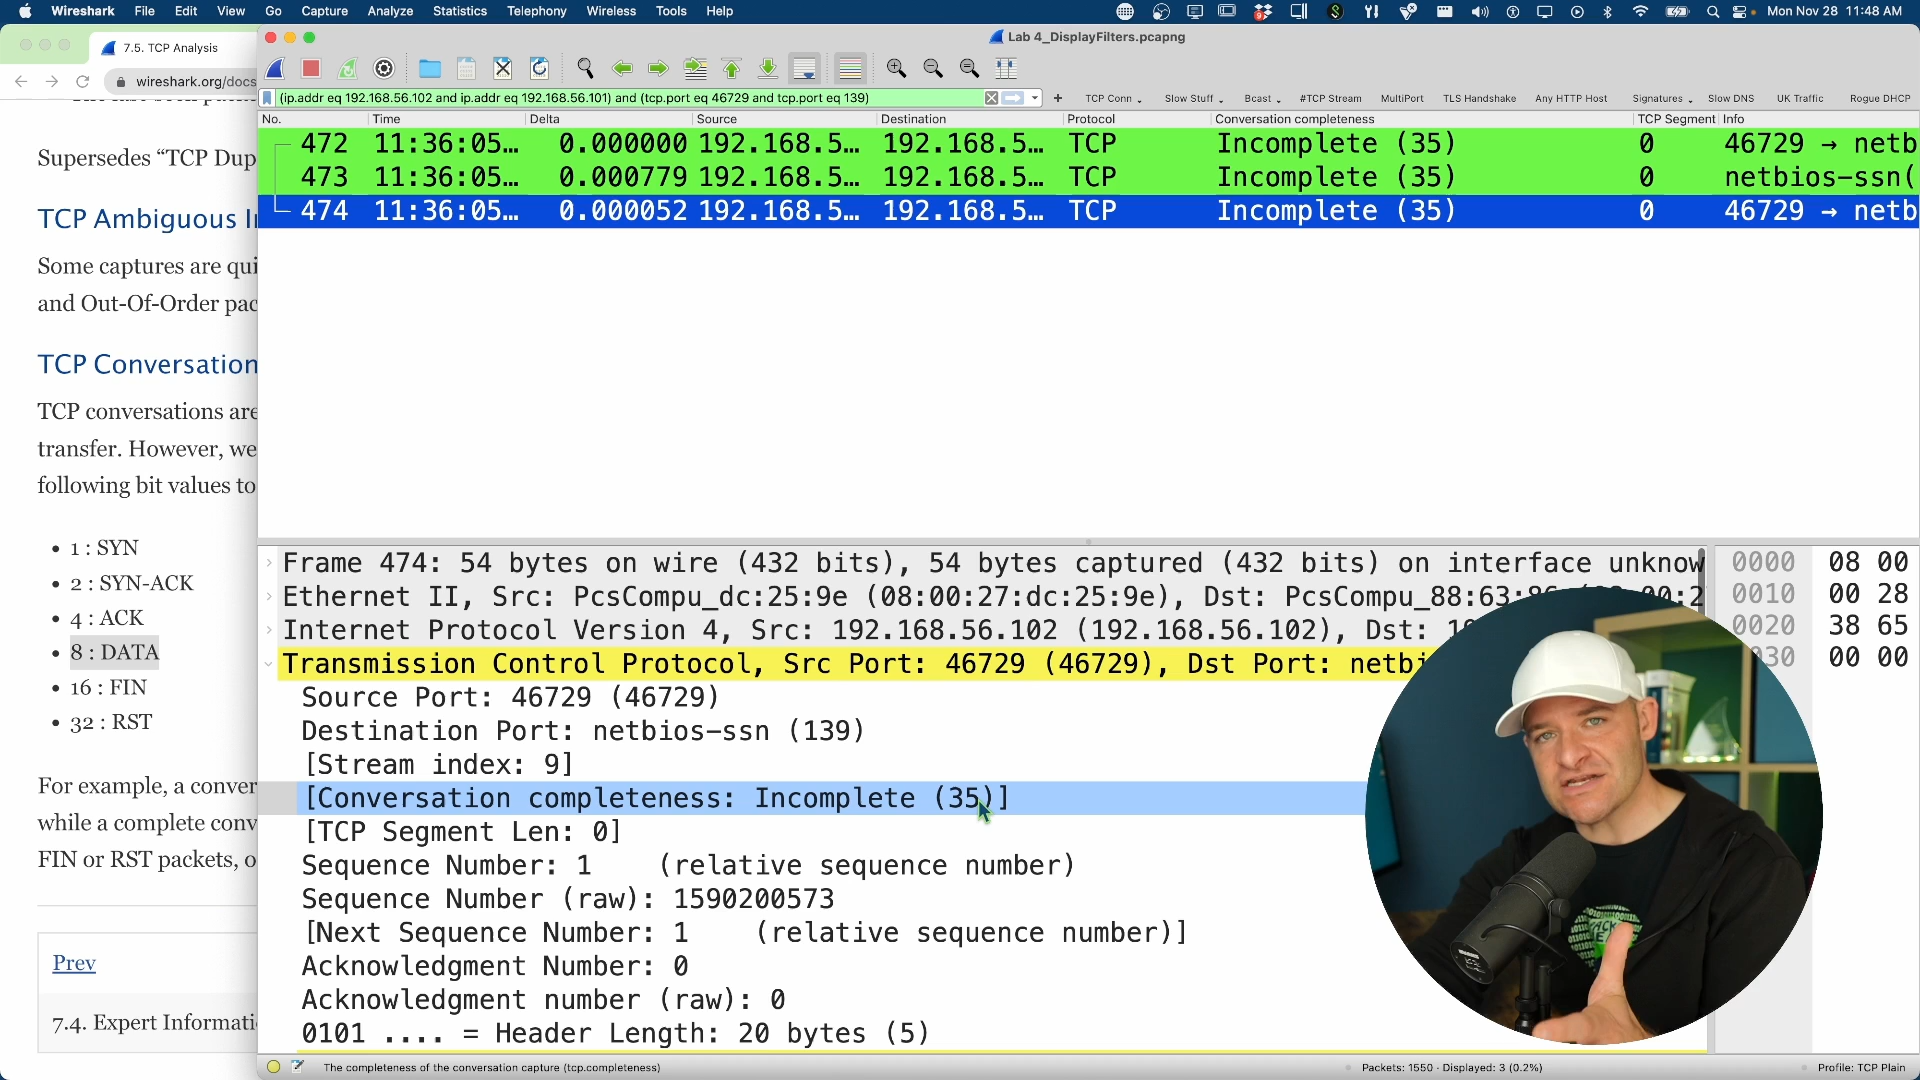 Wireshark File Edit View Go Capture Analyze Statistics Telephony Wireless Tools Help Mon Nov 28 11:48 AM
7.5. TCP Analysis
wireshark.org/docs
Lab 4_DisplayFilters.pcapng
(ip.addr eq 192.168.56.102 and ip.addr eq 192.168.56.101) and (tcp.port eq 46729 and tcp.port eq 139)
+ TCP Conn Slow Stuff Bcast #TCP Stream MultiPort TLS Handshake Any HTTP Host Signatures Slow DNS UK Traffic Rogue DHCP
No. Time Delta Source Destination Protocol Conversation completeness TCP Segment Info
472 11:36:05… 0.000000 192.168.5… 192.168.5… TCP Incomplete (35) 0 46729 → netb
473 11:36:05… 0.000779 192.168.5… 192.168.5… TCP Incomplete (35) 0 netbios-ssn(
474 11:36:05… 0.000052 192.168.5… 192.168.5… TCP Incomplete (35) 0 46729 → netb
Supersedes “TCP Dup
TCP Ambiguous I
Some captures are qui
and Out-Of-Order pac
TCP Conversation
TCP conversations are
transfer. However, we
following bit values to
• 1 : SYN
• 2 : SYN-ACK
• 4 : ACK
• 8 : DATA
• 16 : FIN
• 32 : RST
For example, a conver
while a complete conv
FIN or RST packets, o
Prev
7.4. Expert Informati
Frame 474: 54 bytes on wire (432 bits), 54 bytes captured (432 bits) on interface unknow
Ethernet II, Src: PcsCompu_dc:25:9e (08:00:27:dc:25:9e), Dst: PcsCompu_88:63:
Internet Protocol Version 4, Src: 192.168.56.102 (192.168.56.102), Dst: 19
Transmission Control Protocol, Src Port: 46729 (46729), Dst Port: netbi
Source Port: 46729 (46729)
Destination Port: netbios-ssn (139)
[Stream index: 9]
[Conversation completeness: Incomplete (35)]
[TCP Segment Len: 0]
Sequence Number: 1 (relative sequence number)
Sequence Number (raw): 1590200573
[Next Sequence Number: 1 (relative sequence number)]
Acknowledgment Number: 0
Acknowledgment number (raw): 0
0101 .... = Header Length: 20 bytes (5)
0000 08 00
0010 00 28
0020 38 65
030 00 00
The completeness of the conversation capture (tcp.completeness)
Packets: 1550 · Displayed: 3 (0.2%)
Profile: TCP Plain